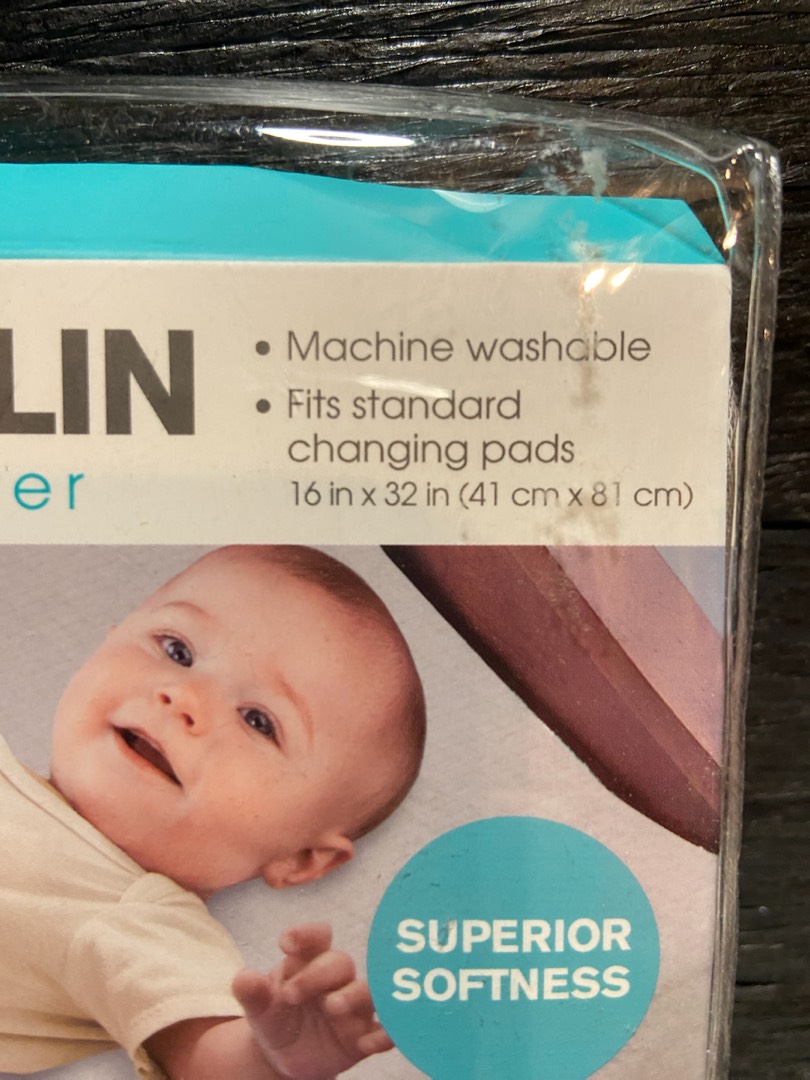 LIN
er
• Machine washable
• Fits standard
changing pads
16 in x 32 in (41 cm x 81 cm)
SUPERIOR
SOFTNESS